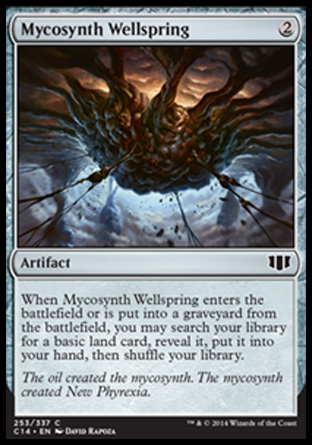 Mycosynth Wellspring 2
Artifact
When Mycosynth Wellspring enters the
battlefield or is put into a graveyard from
the battlefield, you may search your library
for a basic land card, reveal it, put it into
your hand, then shuffle your library.
The oil created the mycosynth. The mycosynth
created New Phyrexia.
253/337 C
C14 • EN David Rapoza ™ & © 2014 Wizards of the Coast